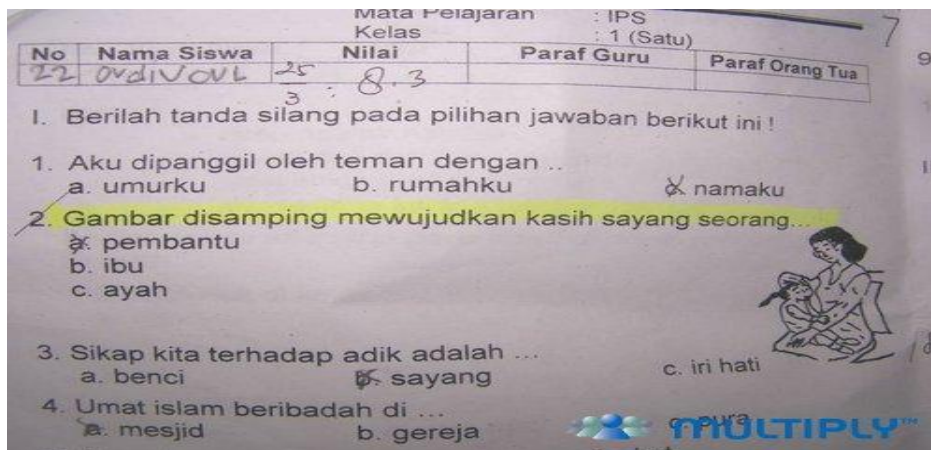 Mata Pelajaran : IPS
Kelas : 1 (Satu)
No Nama Siswa Nilai Paraf Guru Paraf Orang Tua
22 25 8.3
3
I. Berilah tanda silang pada pilihan jawaban berikut ini !
1. Aku dipanggil oleh teman dengan ..
a. umurku b. rumahku c. namaku
2. Gambar disamping mewujudkan kasih sayang seorang...
a. pembantu
b. ibu
c. ayah
3. Sikap kita terhadap adik adalah ...
a. benci b. sayang c. iri hati
4. Umat islam beribadah di ...
a. mesjid b. gereja c. pura
MULTIPLY™